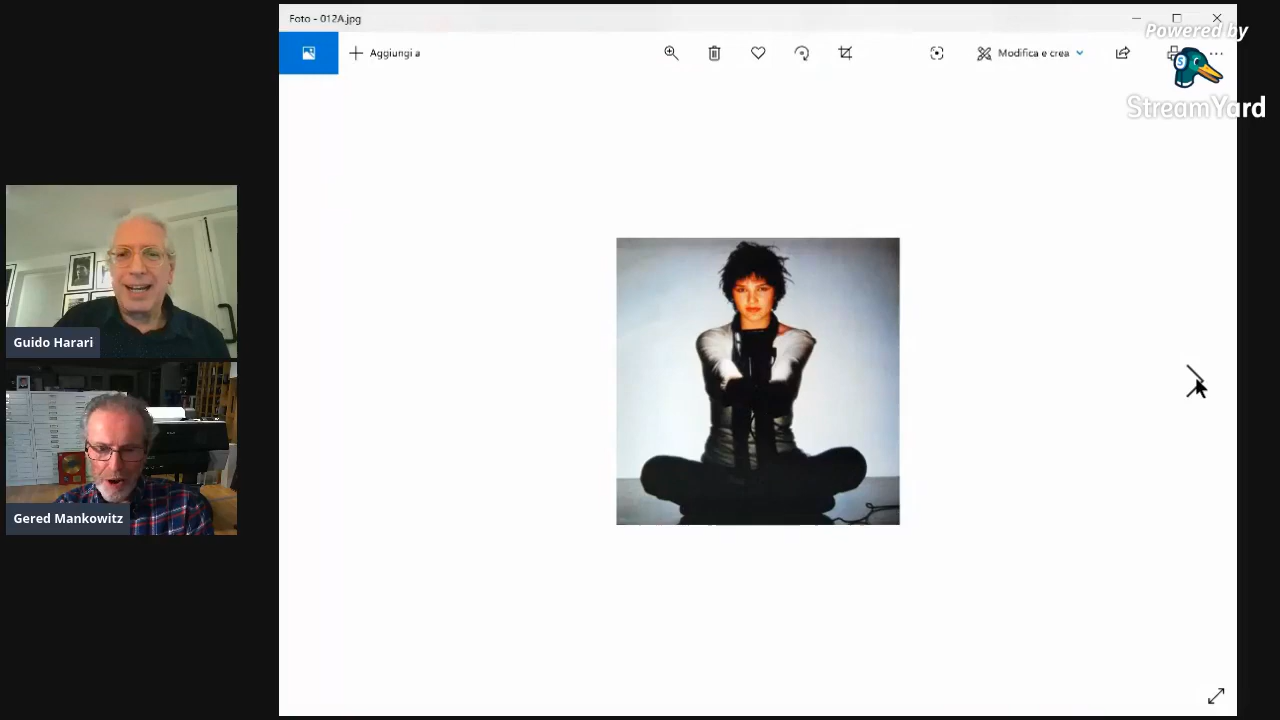 Foto - 012A.jpg
Powered by
Aggiungi a
Modifica e crea
StreamYard
Guido Harari
Gered Mankowitz